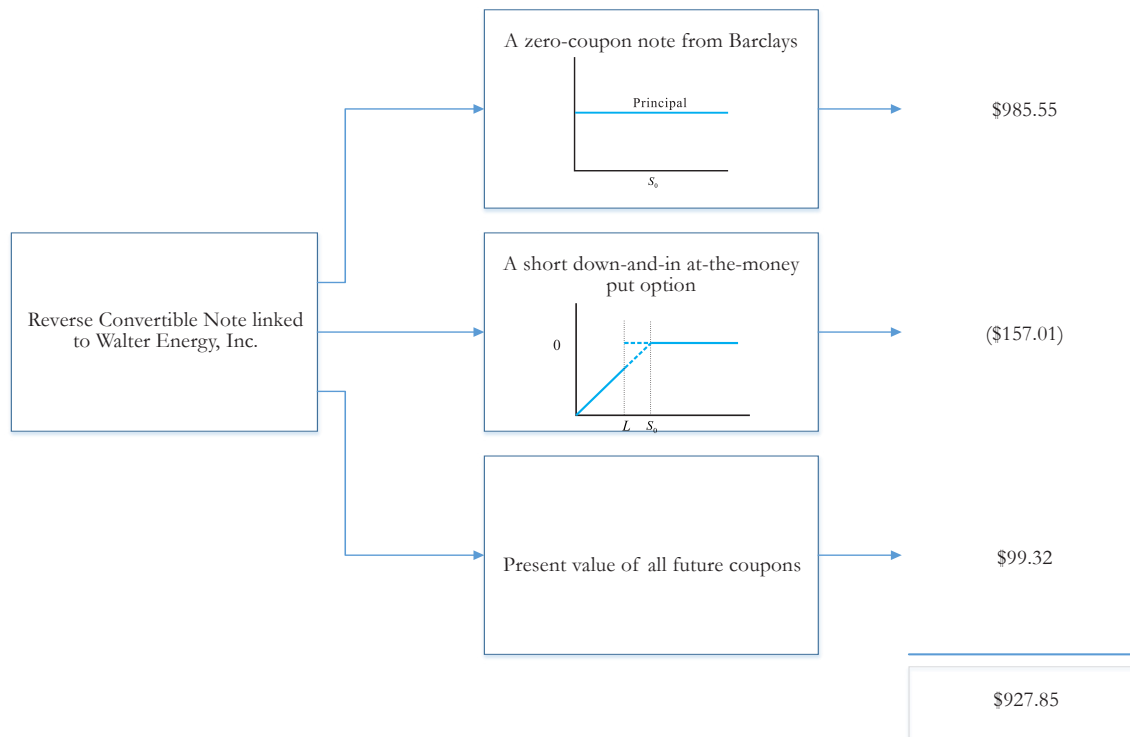 A zero-coupon note from Barclays
Principal
S₀
$985.55
Reverse Convertible Note linked
to Walter Energy, Inc.
A short down-and-in at-the-money
put option
0
L S₀
($157.01)
Present value of all future coupons
$99.32
$927.85